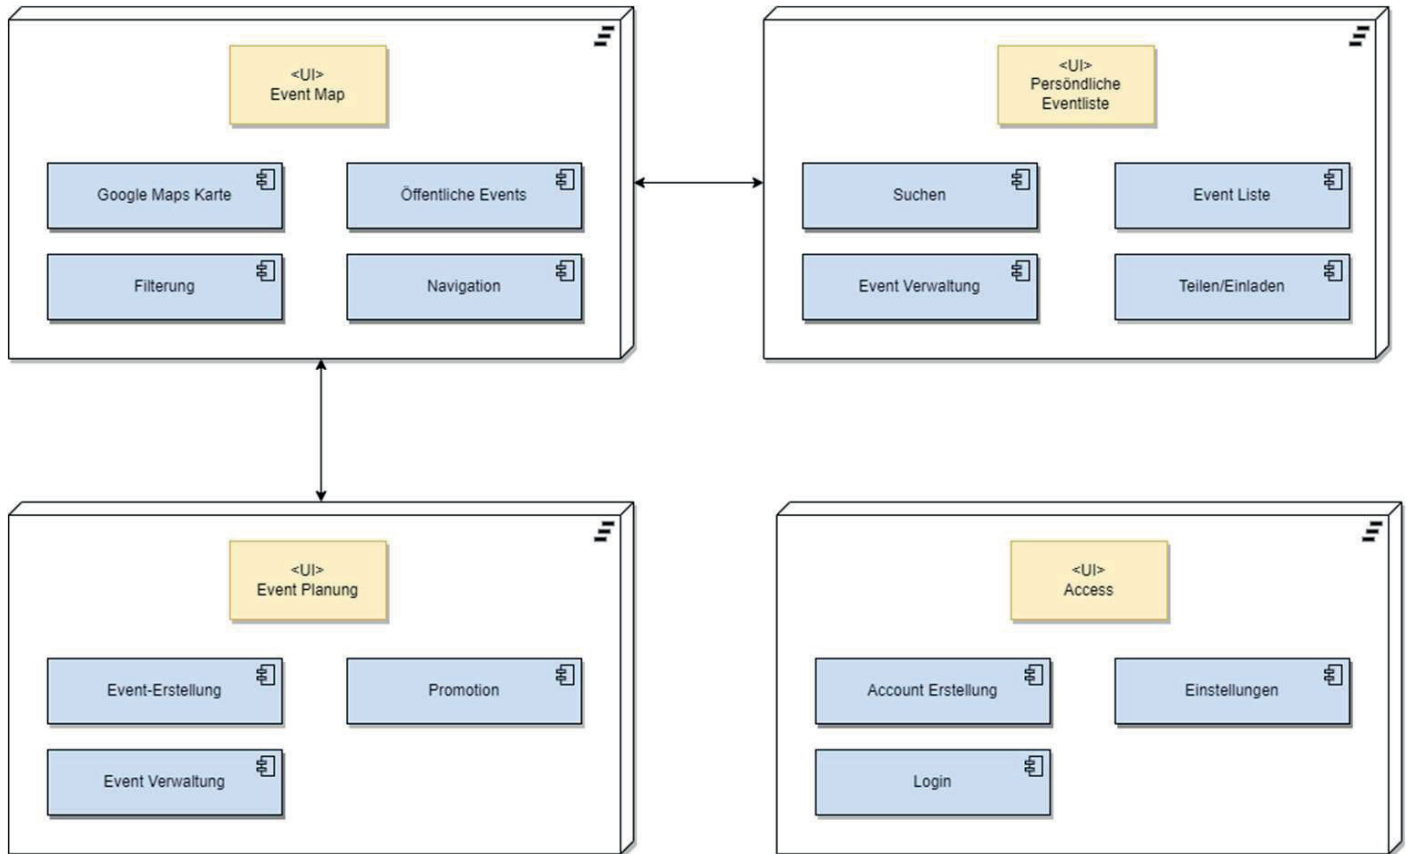 <UI>
Event Map
Google Maps Karte
Öffentliche Events
Filterung
Navigation
<UI>
Persöndliche
Eventliste
Suchen
Event Liste
Event Verwaltung
Teilen/Einladen
<UI>
Event Planung
Event-Erstellung
Promotion
Event Verwaltung
<UI>
Access
Account Erstellung
Einstellungen
Login